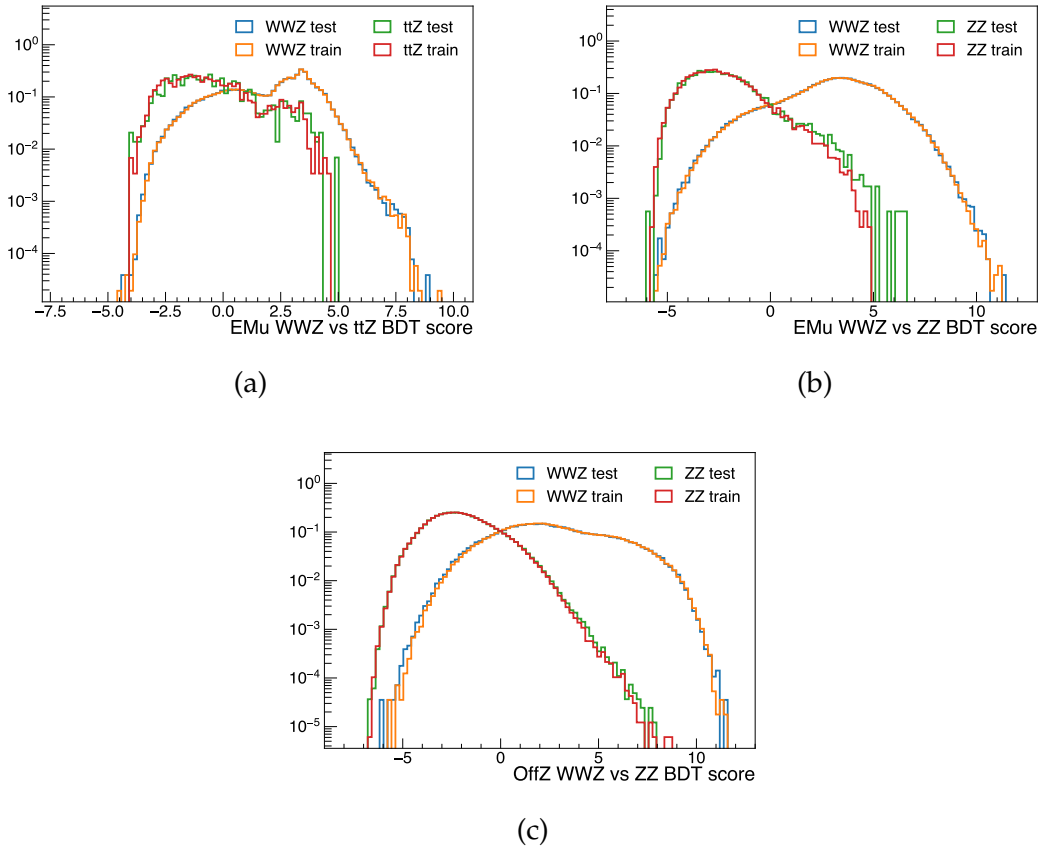 WWZ test ttZ test
WWZ train ttZ train
10⁰
10⁻¹
10⁻²
10⁻³
10⁻⁴
−7.5 −5.0 −2.5 0.0 2.5 5.0 7.5 10.0
EMu WWZ vs ttZ BDT score
(a)
WWZ test ZZ test
WWZ train ZZ train
10⁰
10⁻¹
10⁻²
10⁻³
10⁻⁴
−5 0 5 10
EMu WWZ vs ZZ BDT score
(b)
WWZ test ZZ test
WWZ train ZZ train
10⁰
10⁻¹
10⁻²
10⁻³
10⁻⁴
10⁻⁵
−5 0 5 10
OffZ WWZ vs ZZ BDT score
(c)